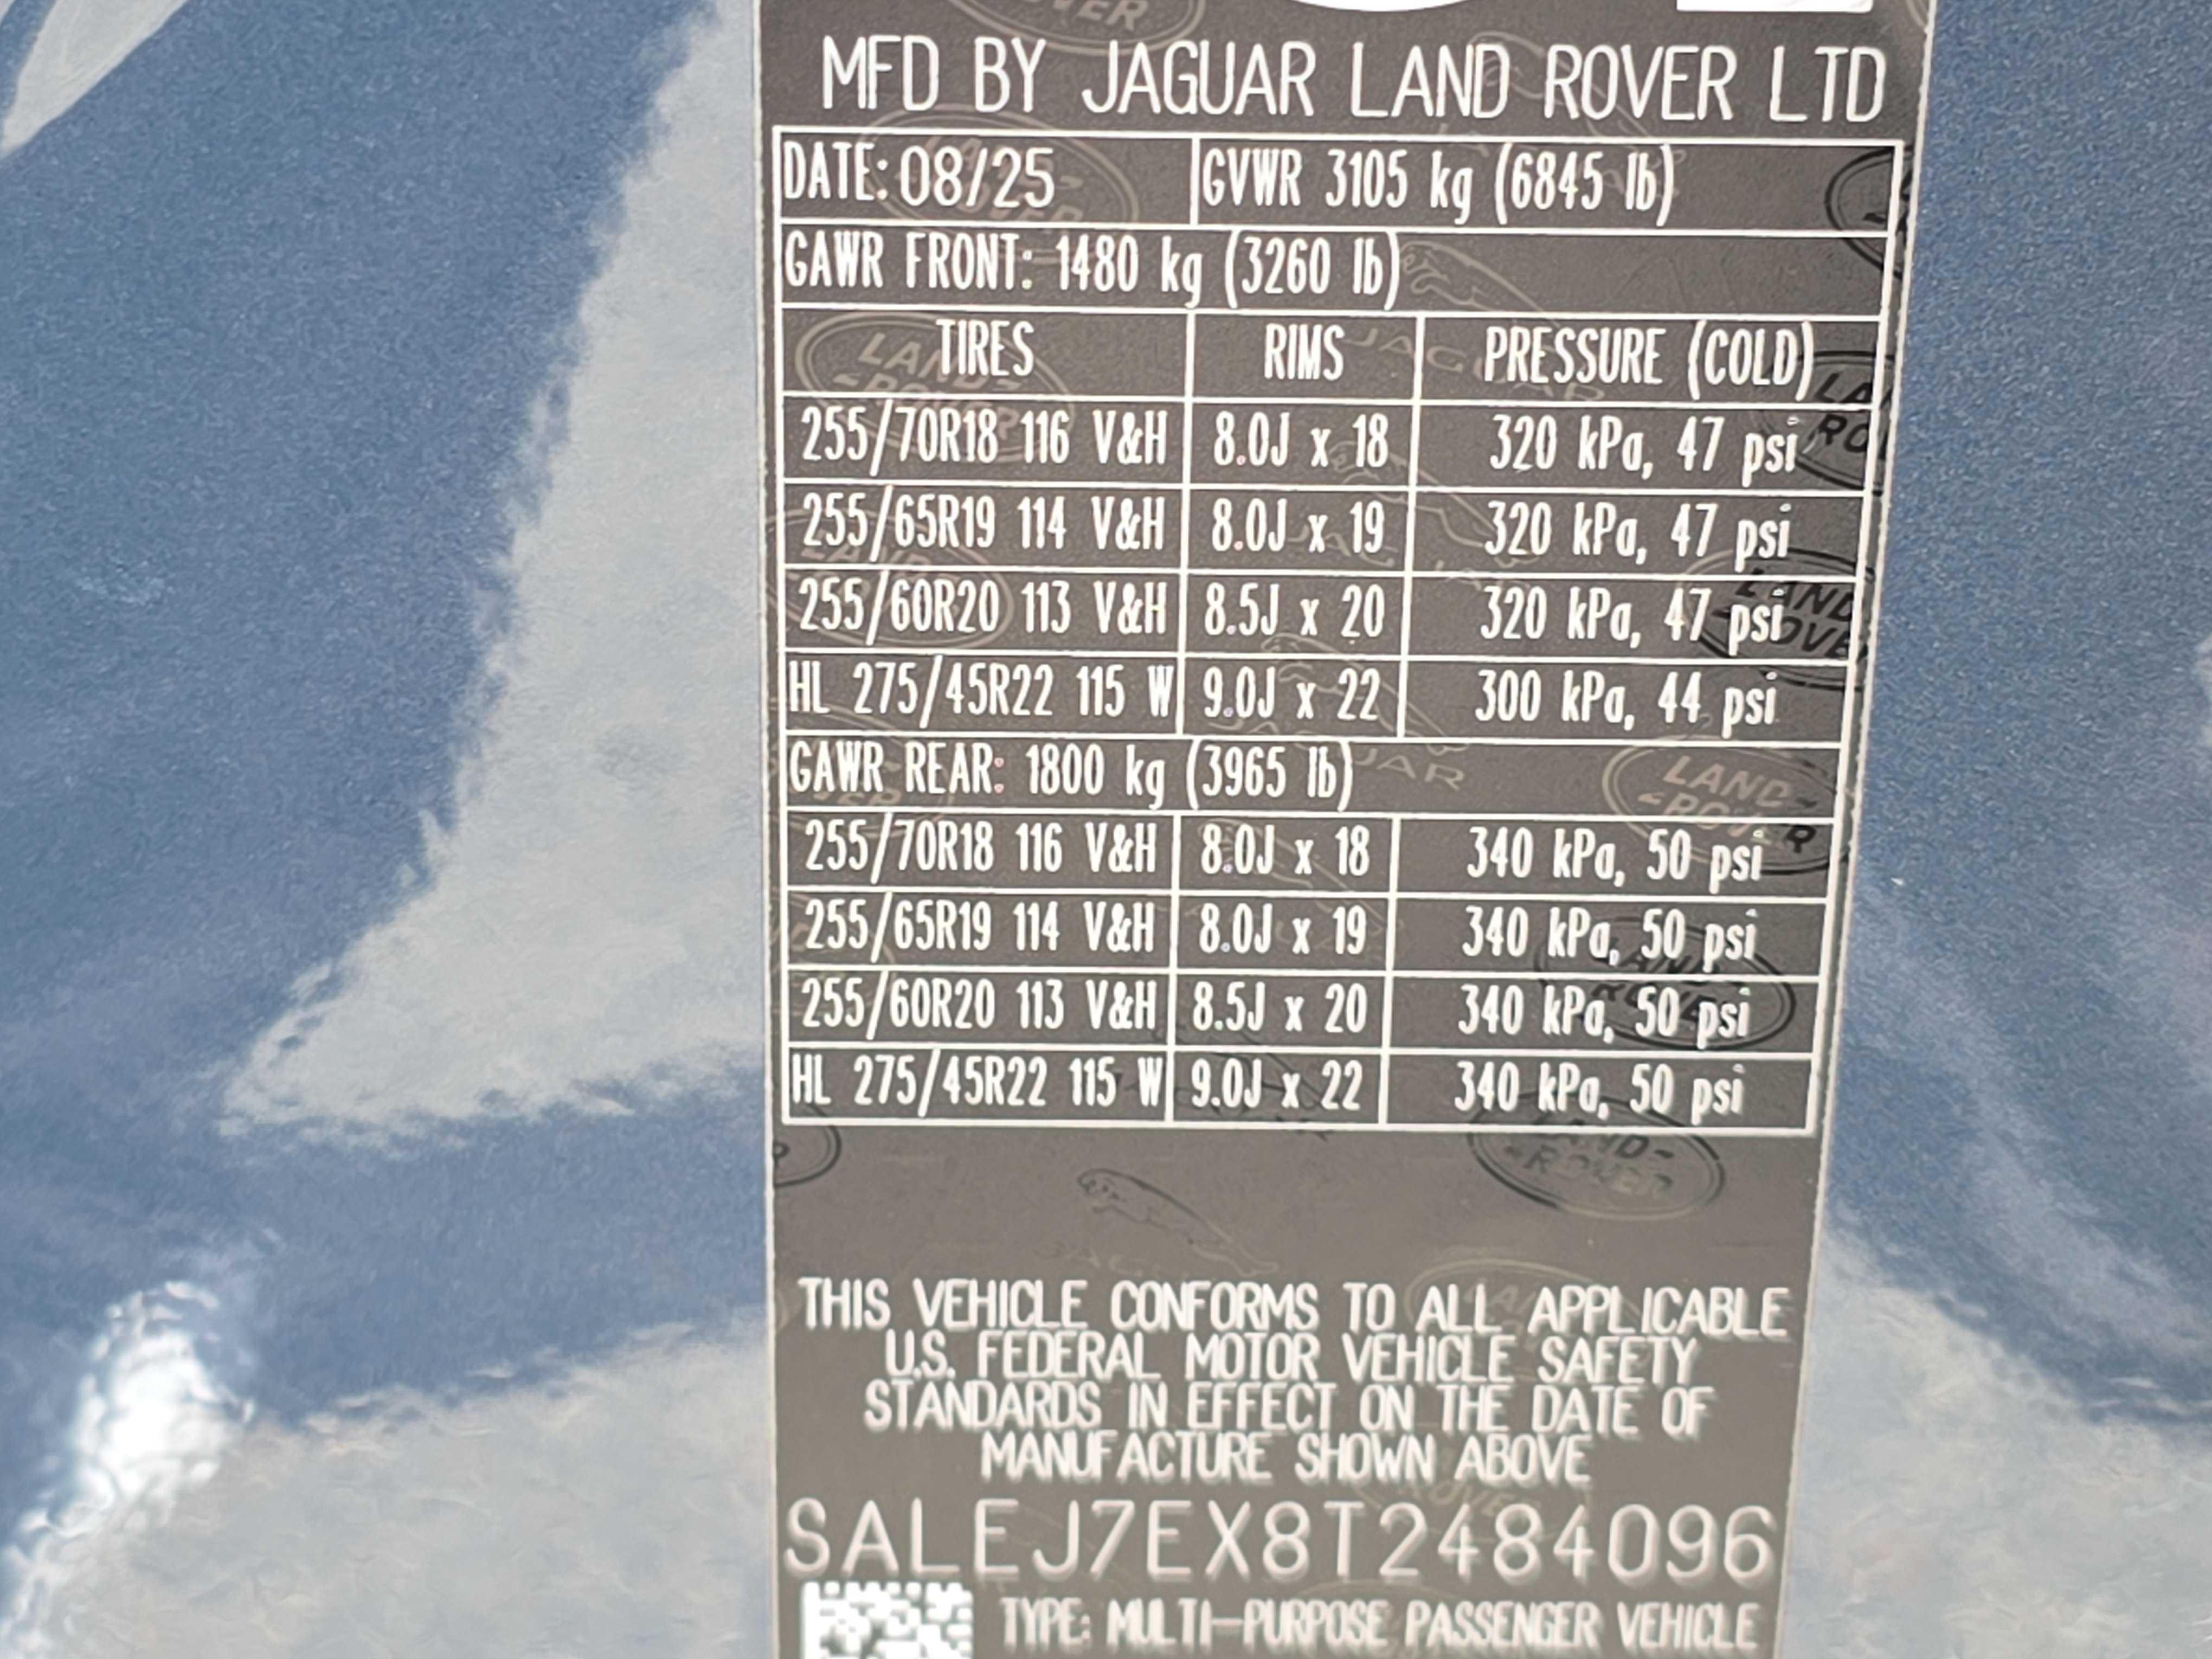 MFD BY JAGUAR LAND ROVER LTD
DATE: 08/25 GVWR 3105 kg (6845 lb)
GAWR FRONT: 1480 kg (3260 lb)
TIRES RIMS PRESSURE (COLD)
255/70R18 116 V&H 8.0J x 18 320 kPa, 47 psi
255/65R19 114 V&H 8.0J x 19 320 kPa, 47 psi
255/60R20 113 V&H 8.5J x 20 320 kPa, 47 psi
HL 275/45R22 115 W 9.0J x 22 300 kPa, 44 psi
GAWR REAR: 1800 kg (3965 lb)
255/70R18 116 V&H 8.0J x 18 340 kPa, 50 psi
255/65R19 114 V&H 8.0J x 19 340 kPa, 50 psi
255/60R20 113 V&H 8.5J x 20 340 kPa, 50 psi
HL 275/45R22 115 W 9.0J x 22 340 kPa, 50 psi
THIS VEHICLE CONFORMS TO ALL APPLICABLE
U.S. FEDERAL MOTOR VEHICLE SAFETY
STANDARDS IN EFFECT ON THE DATE OF
MANUFACTURE SHOWN ABOVE
SALEJ7EX8T2484096
TYPE: MULTI-PURPOSE PASSENGER VEHICLE